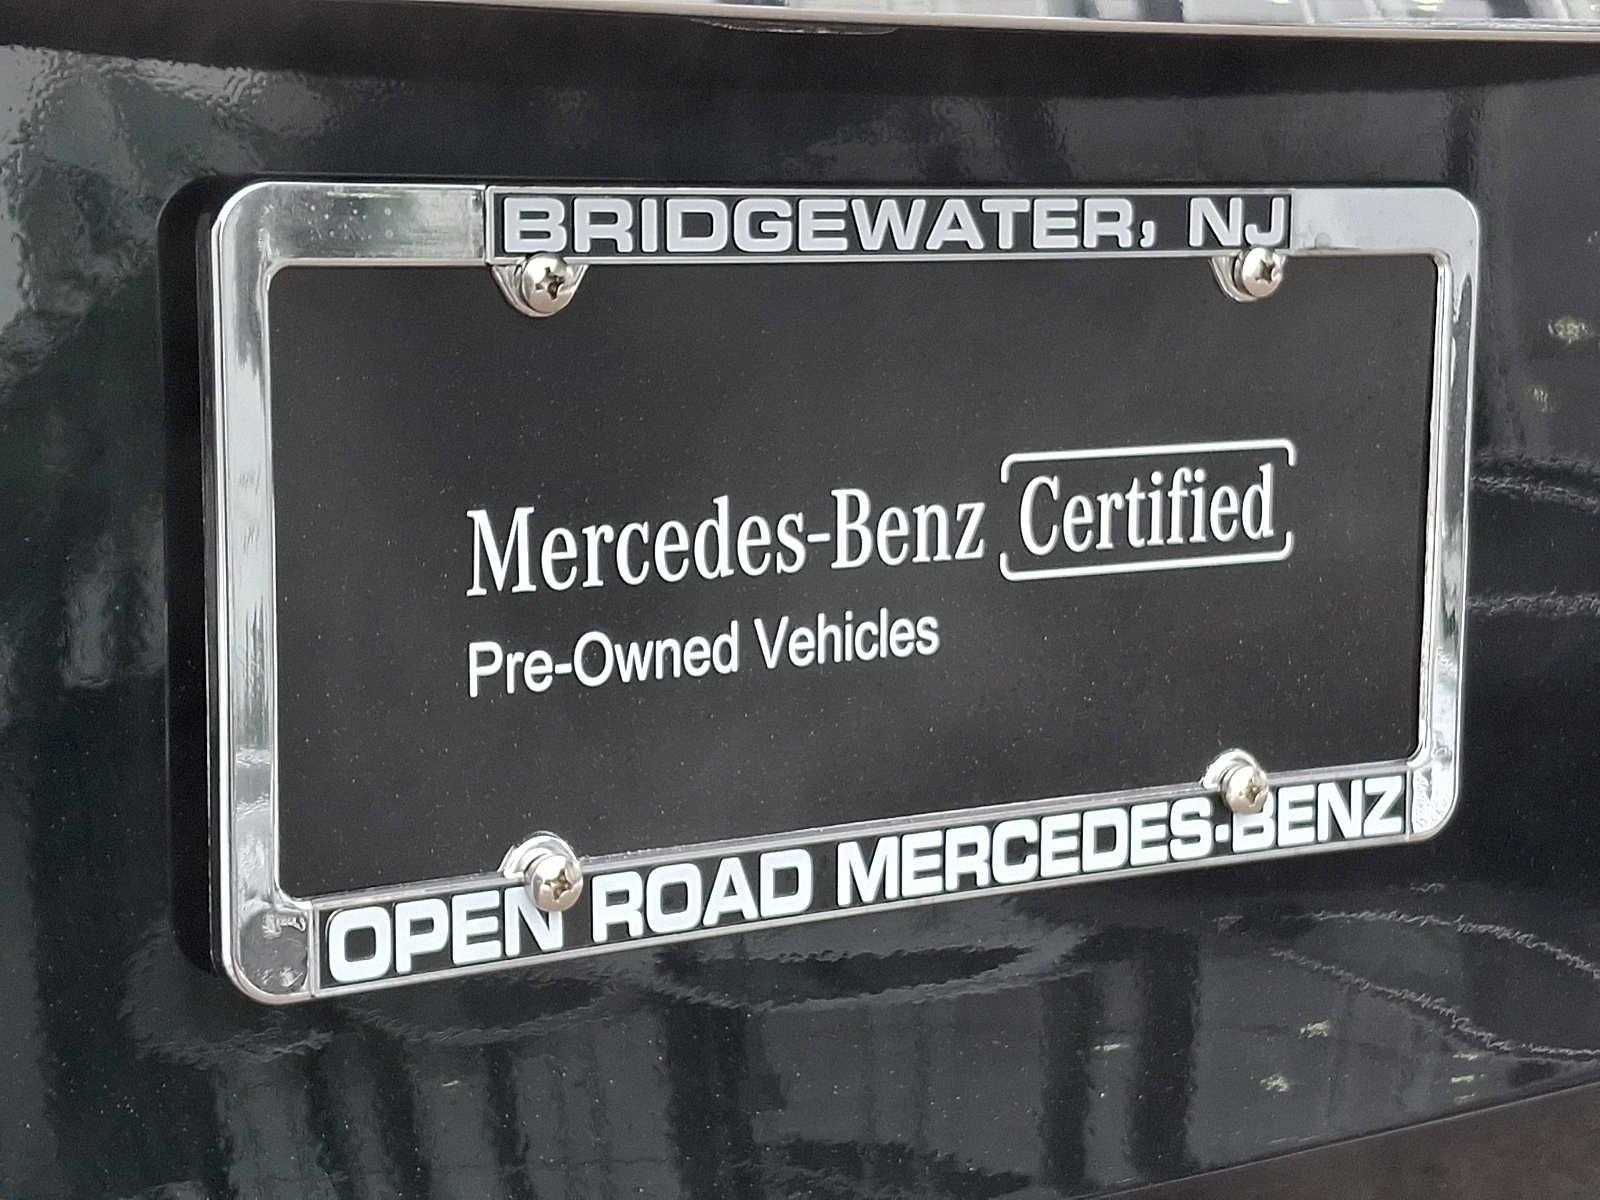 BRIDGEWATER, NJ
Mercedes-Benz Certified
Pre-Owned Vehicles
OPEN ROAD MERCEDES-BENZ